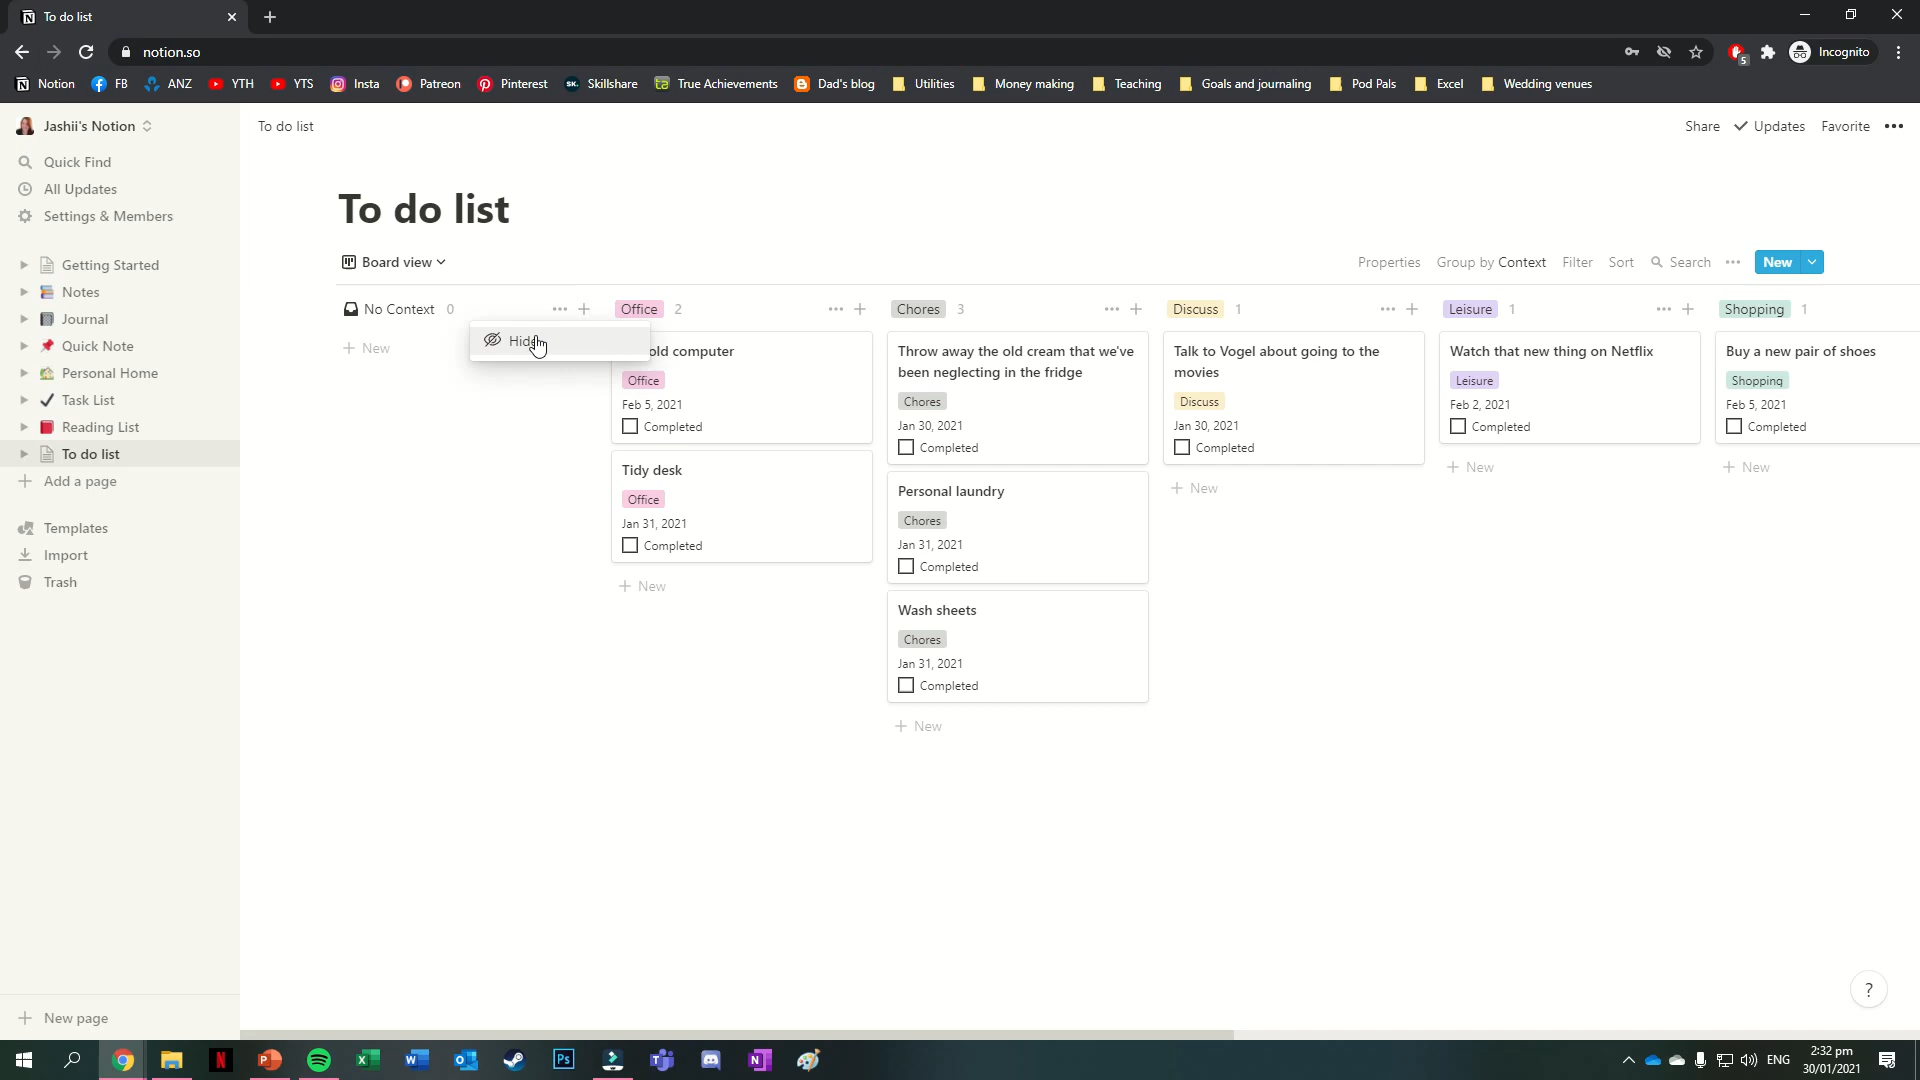 To do list
notion.so
5
Incognito
Notion FB ANZ YTH YTS Insta Patreon Pinterest Skillshare True Achievements Dad's blog Utilities Money making Teaching Goals and journaling Pod Pals Excel Wedding venues
Jashii's Notion
To do list
Share Updates Favorite
Quick Find
All Updates
Settings & Members
Getting Started
Notes
Journal
Quick Note
Personal Home
Task List
Reading List
To do list
Add a page
Templates
Import
Trash
New page
To do list
Board view
Properties Group by Context Filter Sort Search New
No Context 0
New
Hide
Office 2
old computer
Office
Feb 5, 2021
Completed
Tidy desk
Office
Jan 31, 2021
Completed
New
Chores 3
Throw away the old cream that we've
been neglecting in the fridge
Chores
Jan 30, 2021
Completed
Personal laundry
Chores
Jan 31, 2021
Completed
Wash sheets
Chores
Jan 31, 2021
Completed
New
Discuss 1
Talk to Vogel about going to the
movies
Discuss
Jan 30, 2021
Completed
New
Leisure 1
Watch that new thing on Netflix
Leisure
Feb 2, 2021
Completed
New
Shopping 1
Buy a new pair of shoes
Shopping
Feb 5, 2021
Completed
New
?
ENG
2:32 pm
30/01/2021